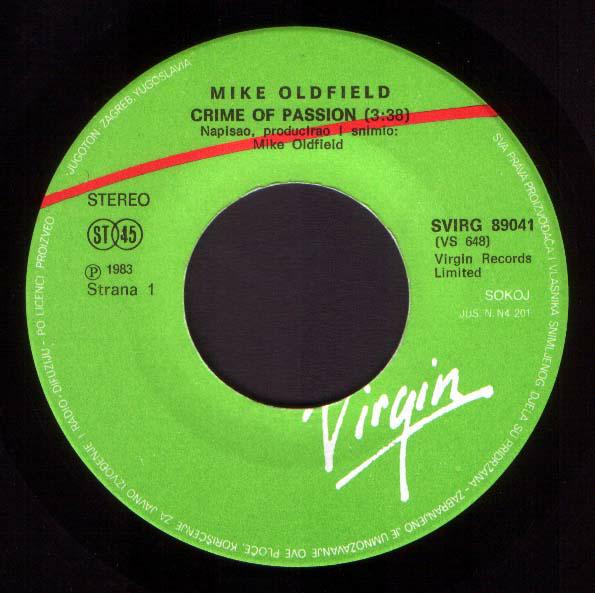 MIKE OLDFIELD
CRIME OF PASSION (3:38)
Napisao, producirao i snimio:
Mike Oldfield
STEREO
ST 45
Ⓟ 1983
Strana 1
SVIRG 89041
(VS 648)
Virgin Records
Limited
SOKOJ
JUS. N. N4 201
Virgin
SVA PRAVA PROIZVOĐAČA I VLASNIKA SNIMLJENOG DJELA SU PRIDRŽANA - ZABRANJENO JE UMNOŽAVANJE OVE PLOČE, KORIŠĆENJE ZA JAVNO IZVOĐENJE I RADIO - DIFUZIJU - PO LICENCI PROIZVEO JUGOTON ZAGREB, YUGOSLAVIA